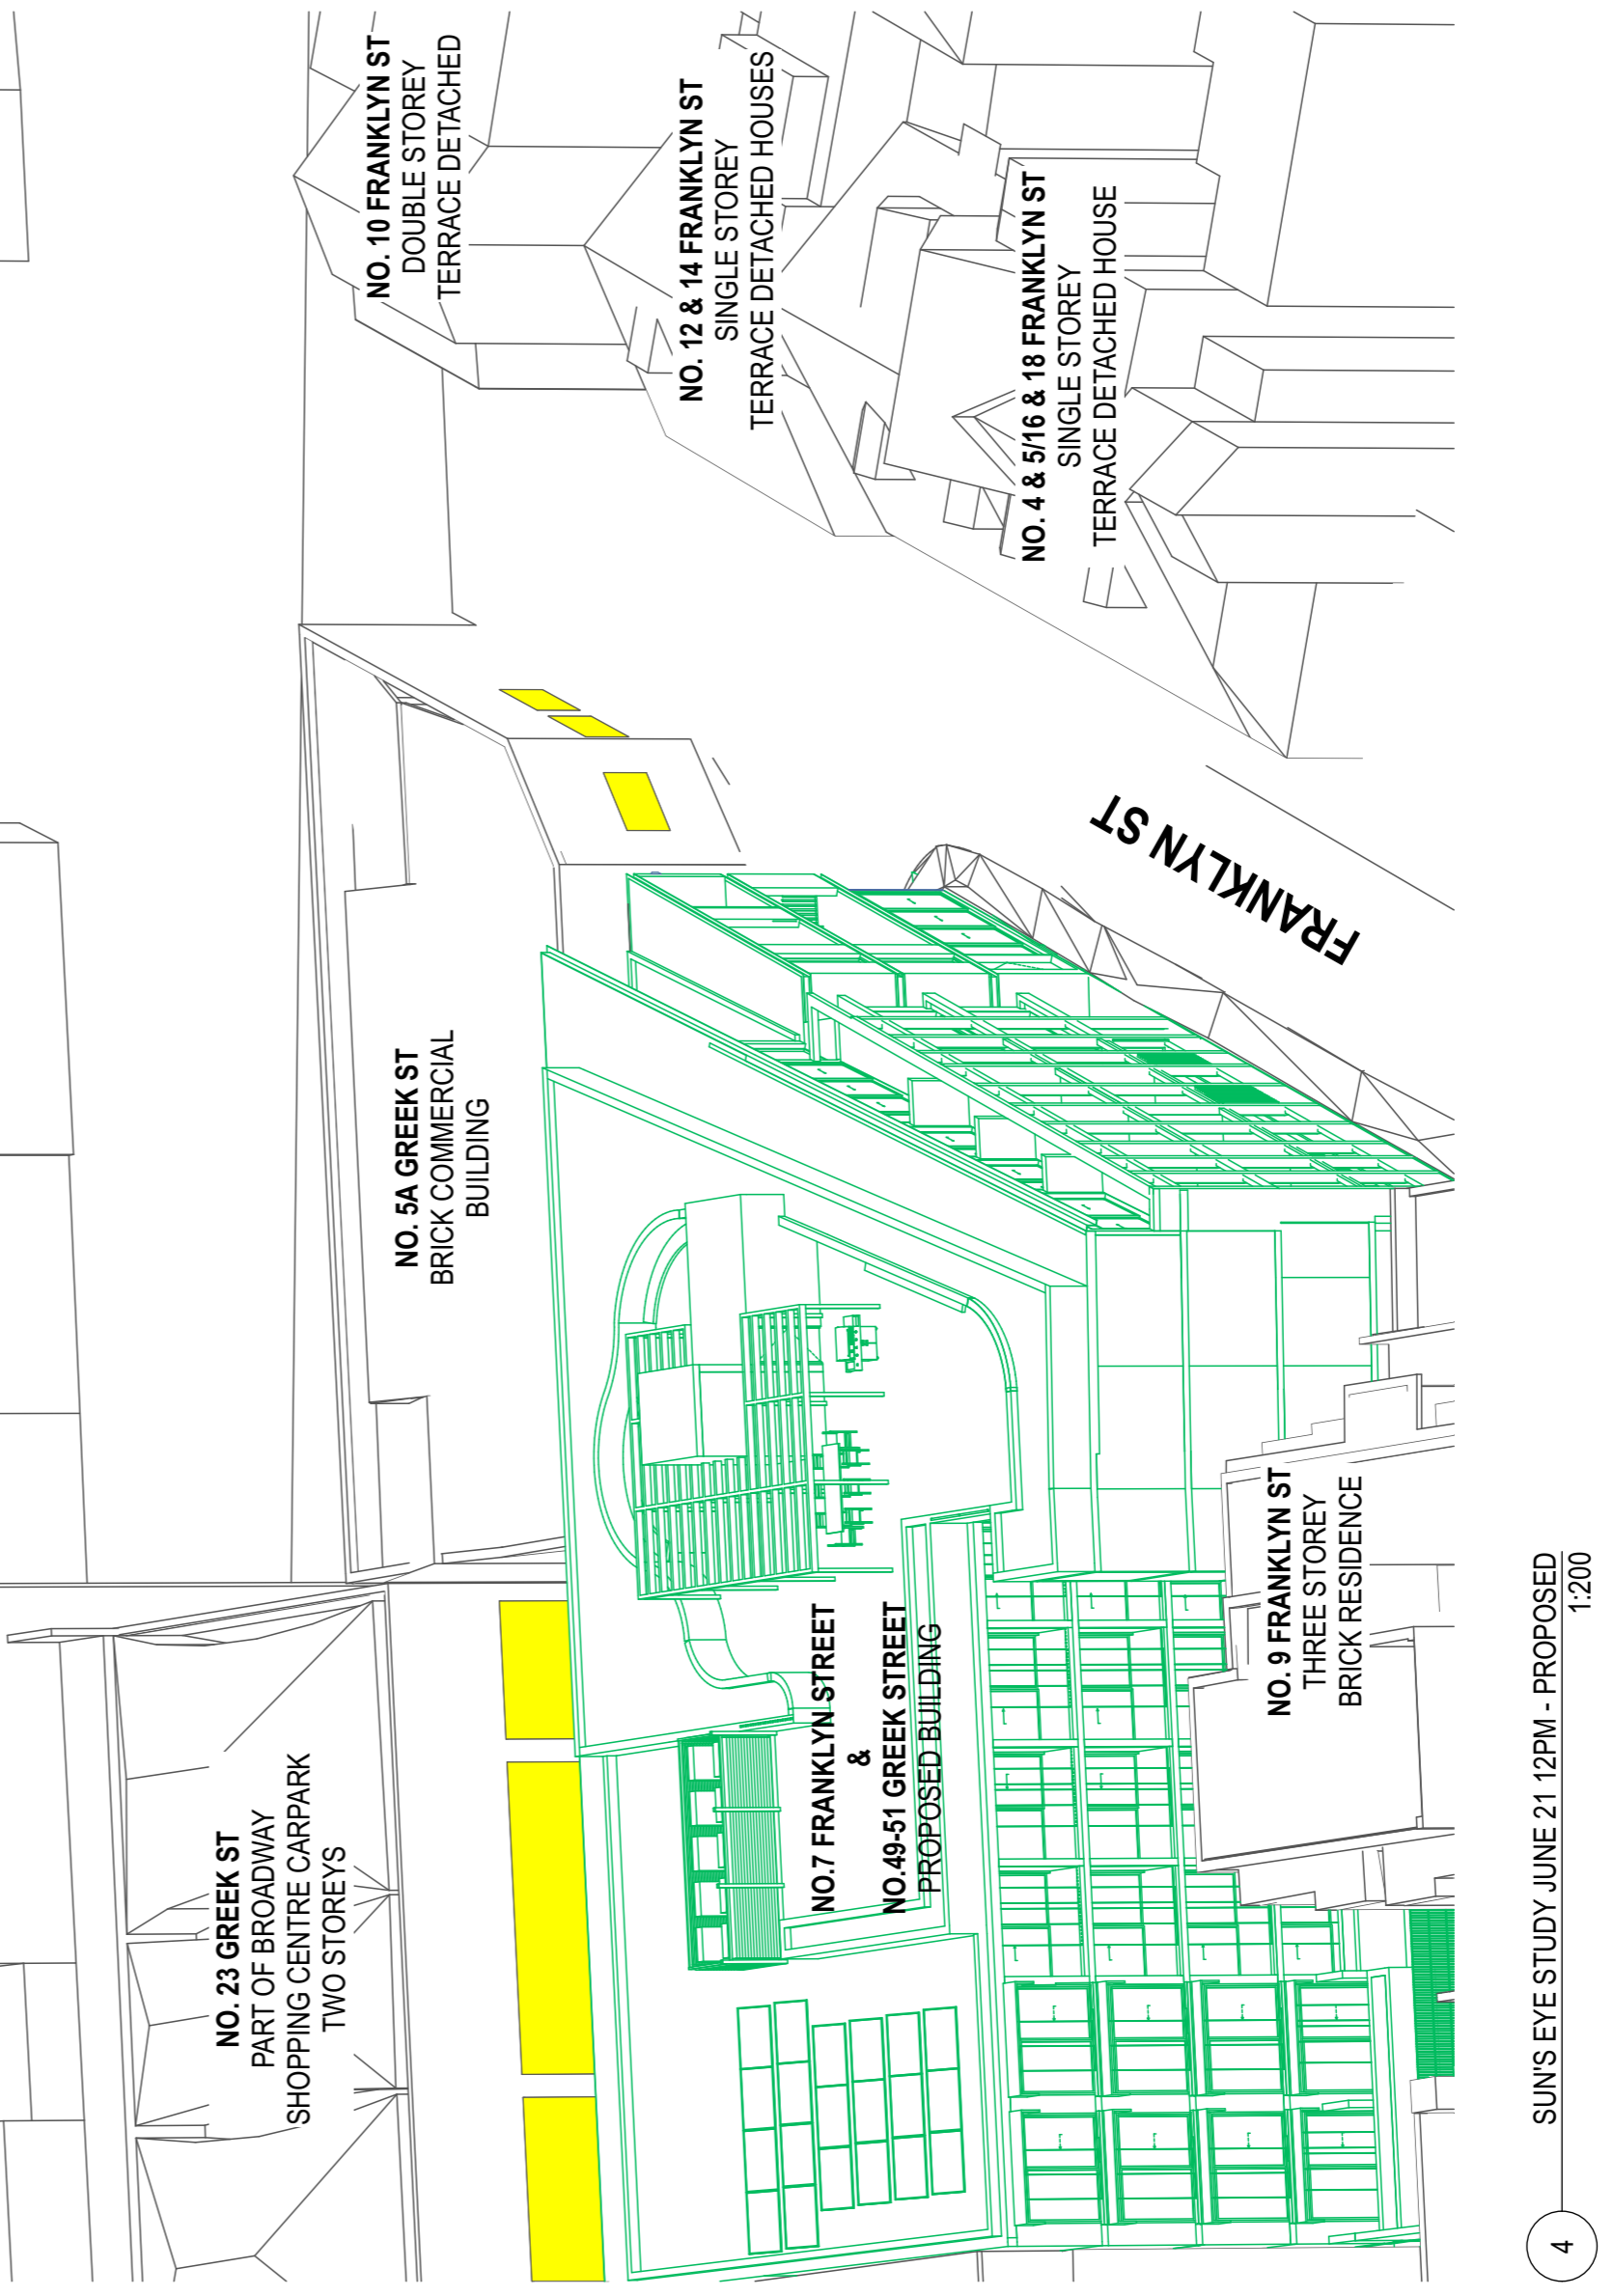 NO. 23 GREEK ST
PART OF BROADWAY
SHOPPING CENTRE CARPARK
TWO STOREYS
NO. 5A GREEK ST
BRICK COMMERCIAL
BUILDING
NO. 10 FRANKLYN ST
DOUBLE STOREY
TERRACE DETACHED
NO. 12 & 14 FRANKLYN ST
SINGLE STOREY
TERRACE DETACHED HOUSES
NO. 4 & 5/16 & 18 FRANKLYN ST
SINGLE STOREY
TERRACE DETACHED HOUSE
NO.7 FRANKLYN STREET
&
NO.49-51 GREEK STREET
PROPOSED BUILDING
FRANKLYN ST
NO. 9 FRANKLYN ST
THREE STOREY
BRICK RESIDENCE
4
SUN'S EYE STUDY JUNE 21 12PM - PROPOSED
1:200